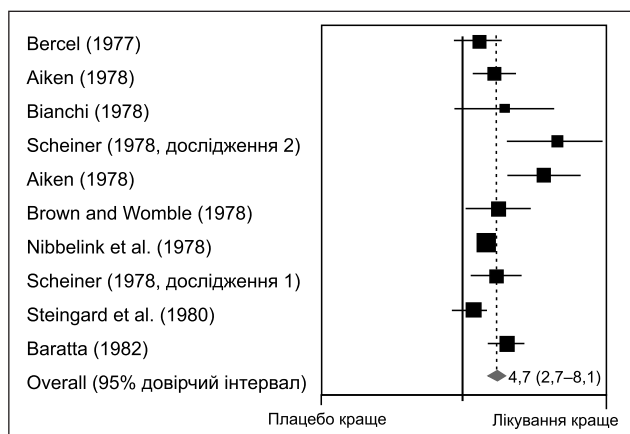 Bercel (1977)
Aiken (1978)
Bianchi (1978)
Scheiner (1978, дослідження 2)
Aiken (1978)
Brown and Womble (1978)
Nibbelink et al. (1978)
Scheiner (1978, дослідження 1)
Steingard et al. (1980)
Baratta (1982)
Overall (95% довірчий інтервал) 4,7 (2,7–8,1)
Плацебо краще Лікування краще